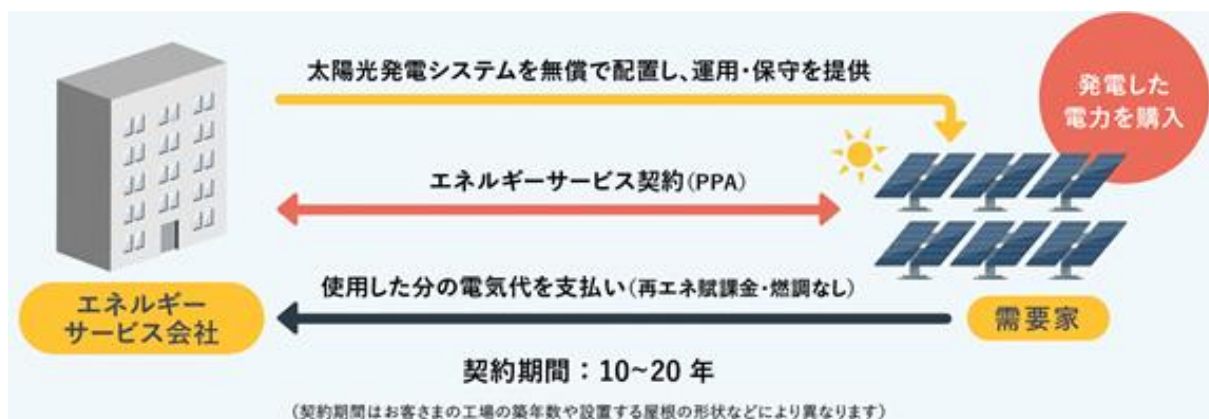 太陽光発電システムを無償で配置し、運用・保守を提供
発電した
電力を購入
エネルギーサービス契約(PPA)
使用した分の電気代を支払い(再エネ賦課金・燃調なし)
エネルギー
サービス会社
需要家
契約期間：10~20 年
(契約期間はお客さまの工場の築年数や設置する屋根の形状などにより異なります)